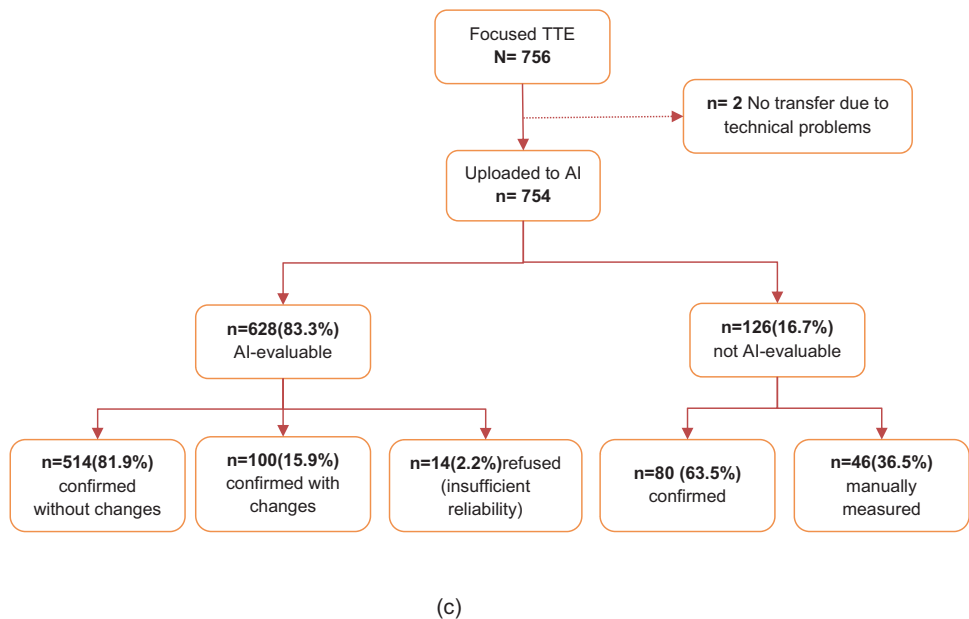 Focused TTE
N= 756
n= 2 No transfer due to
technical problems
Uploaded to AI
n= 754
n=628(83.3%)
AI-evaluable
n=126(16.7%)
not AI-evaluable
n=514(81.9%)
confirmed
without changes
n=100(15.9%)
confirmed with
changes
n=14(2.2%)refused
(insufficient
reliability)
n=80 (63.5%)
confirmed
n=46(36.5%)
manually
measured
(c)